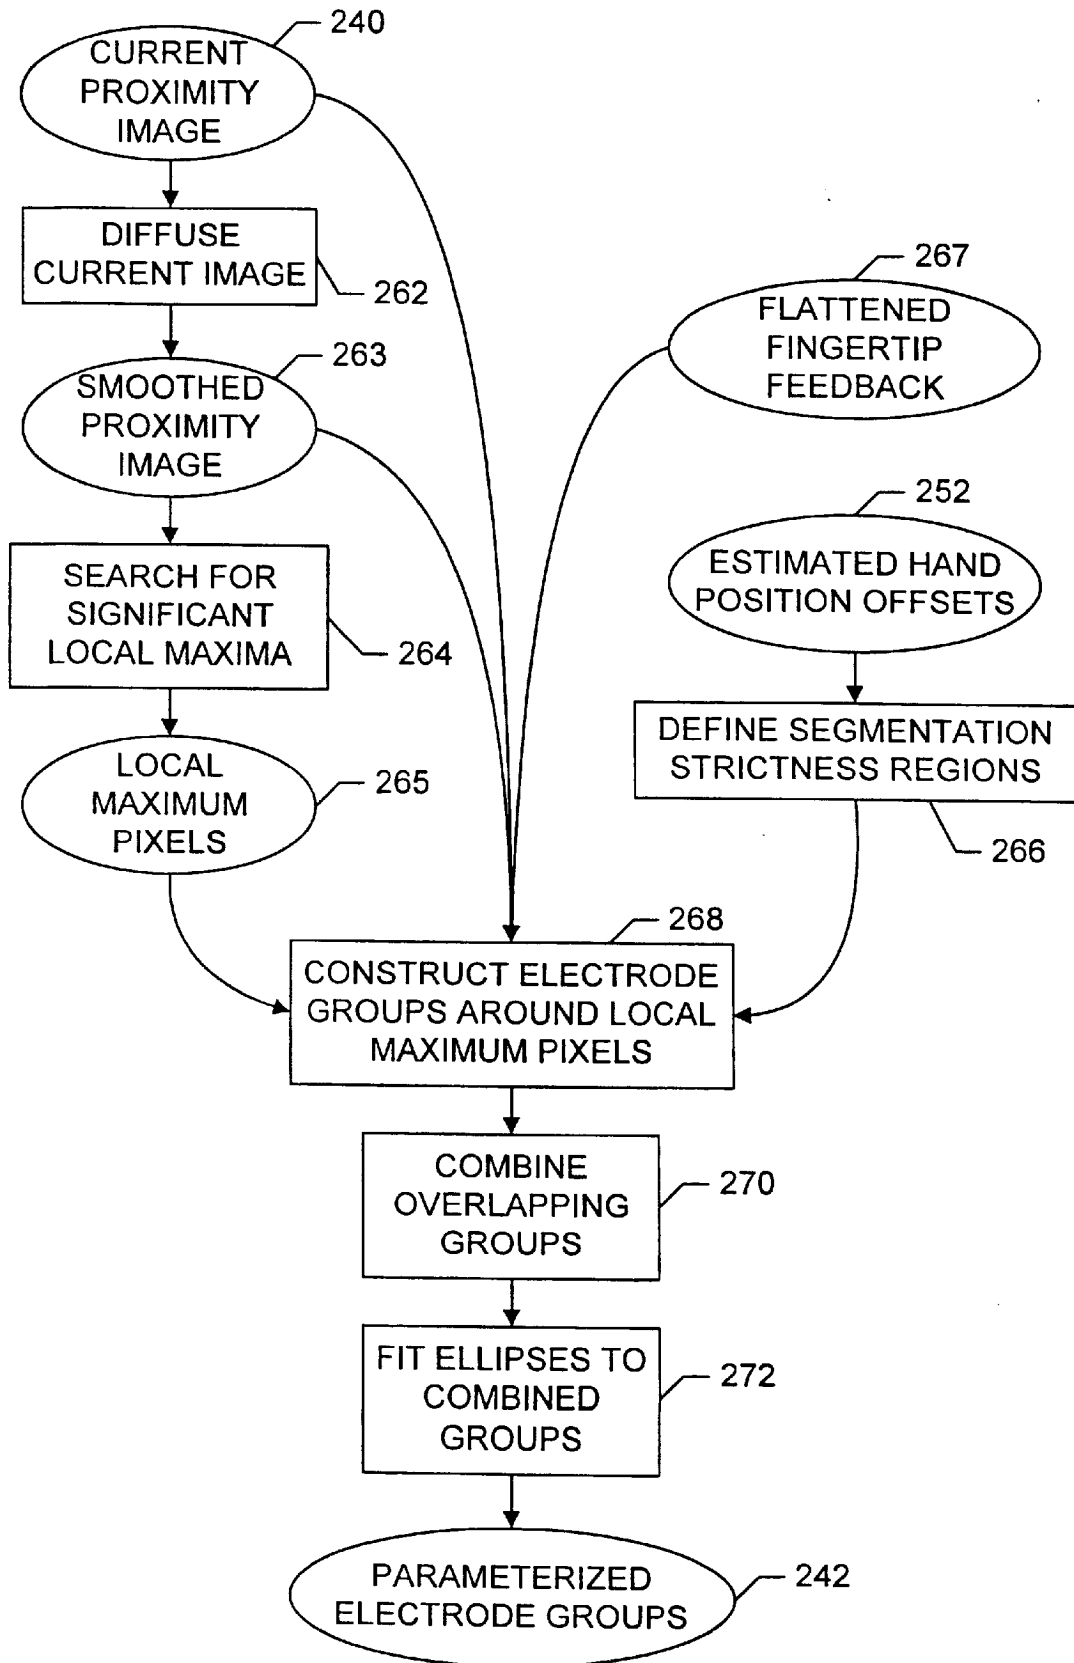 240
CURRENT
PROXIMITY
IMAGE
DIFFUSE
CURRENT IMAGE
262
263
SMOOTHED
PROXIMITY
IMAGE
SEARCH FOR
SIGNIFICANT
LOCAL MAXIMA
264
LOCAL
MAXIMUM
PIXELS
265
267
FLATTENED
FINGERTIP
FEEDBACK
252
ESTIMATED HAND
POSITION OFFSETS
DEFINE SEGMENTATION
STRICTNESS REGIONS
266
268
CONSTRUCT ELECTRODE
GROUPS AROUND LOCAL
MAXIMUM PIXELS
COMBINE
OVERLAPPING
GROUPS
270
FIT ELLIPSES TO
COMBINED
GROUPS
272
PARAMETERIZED
ELECTRODE GROUPS
242